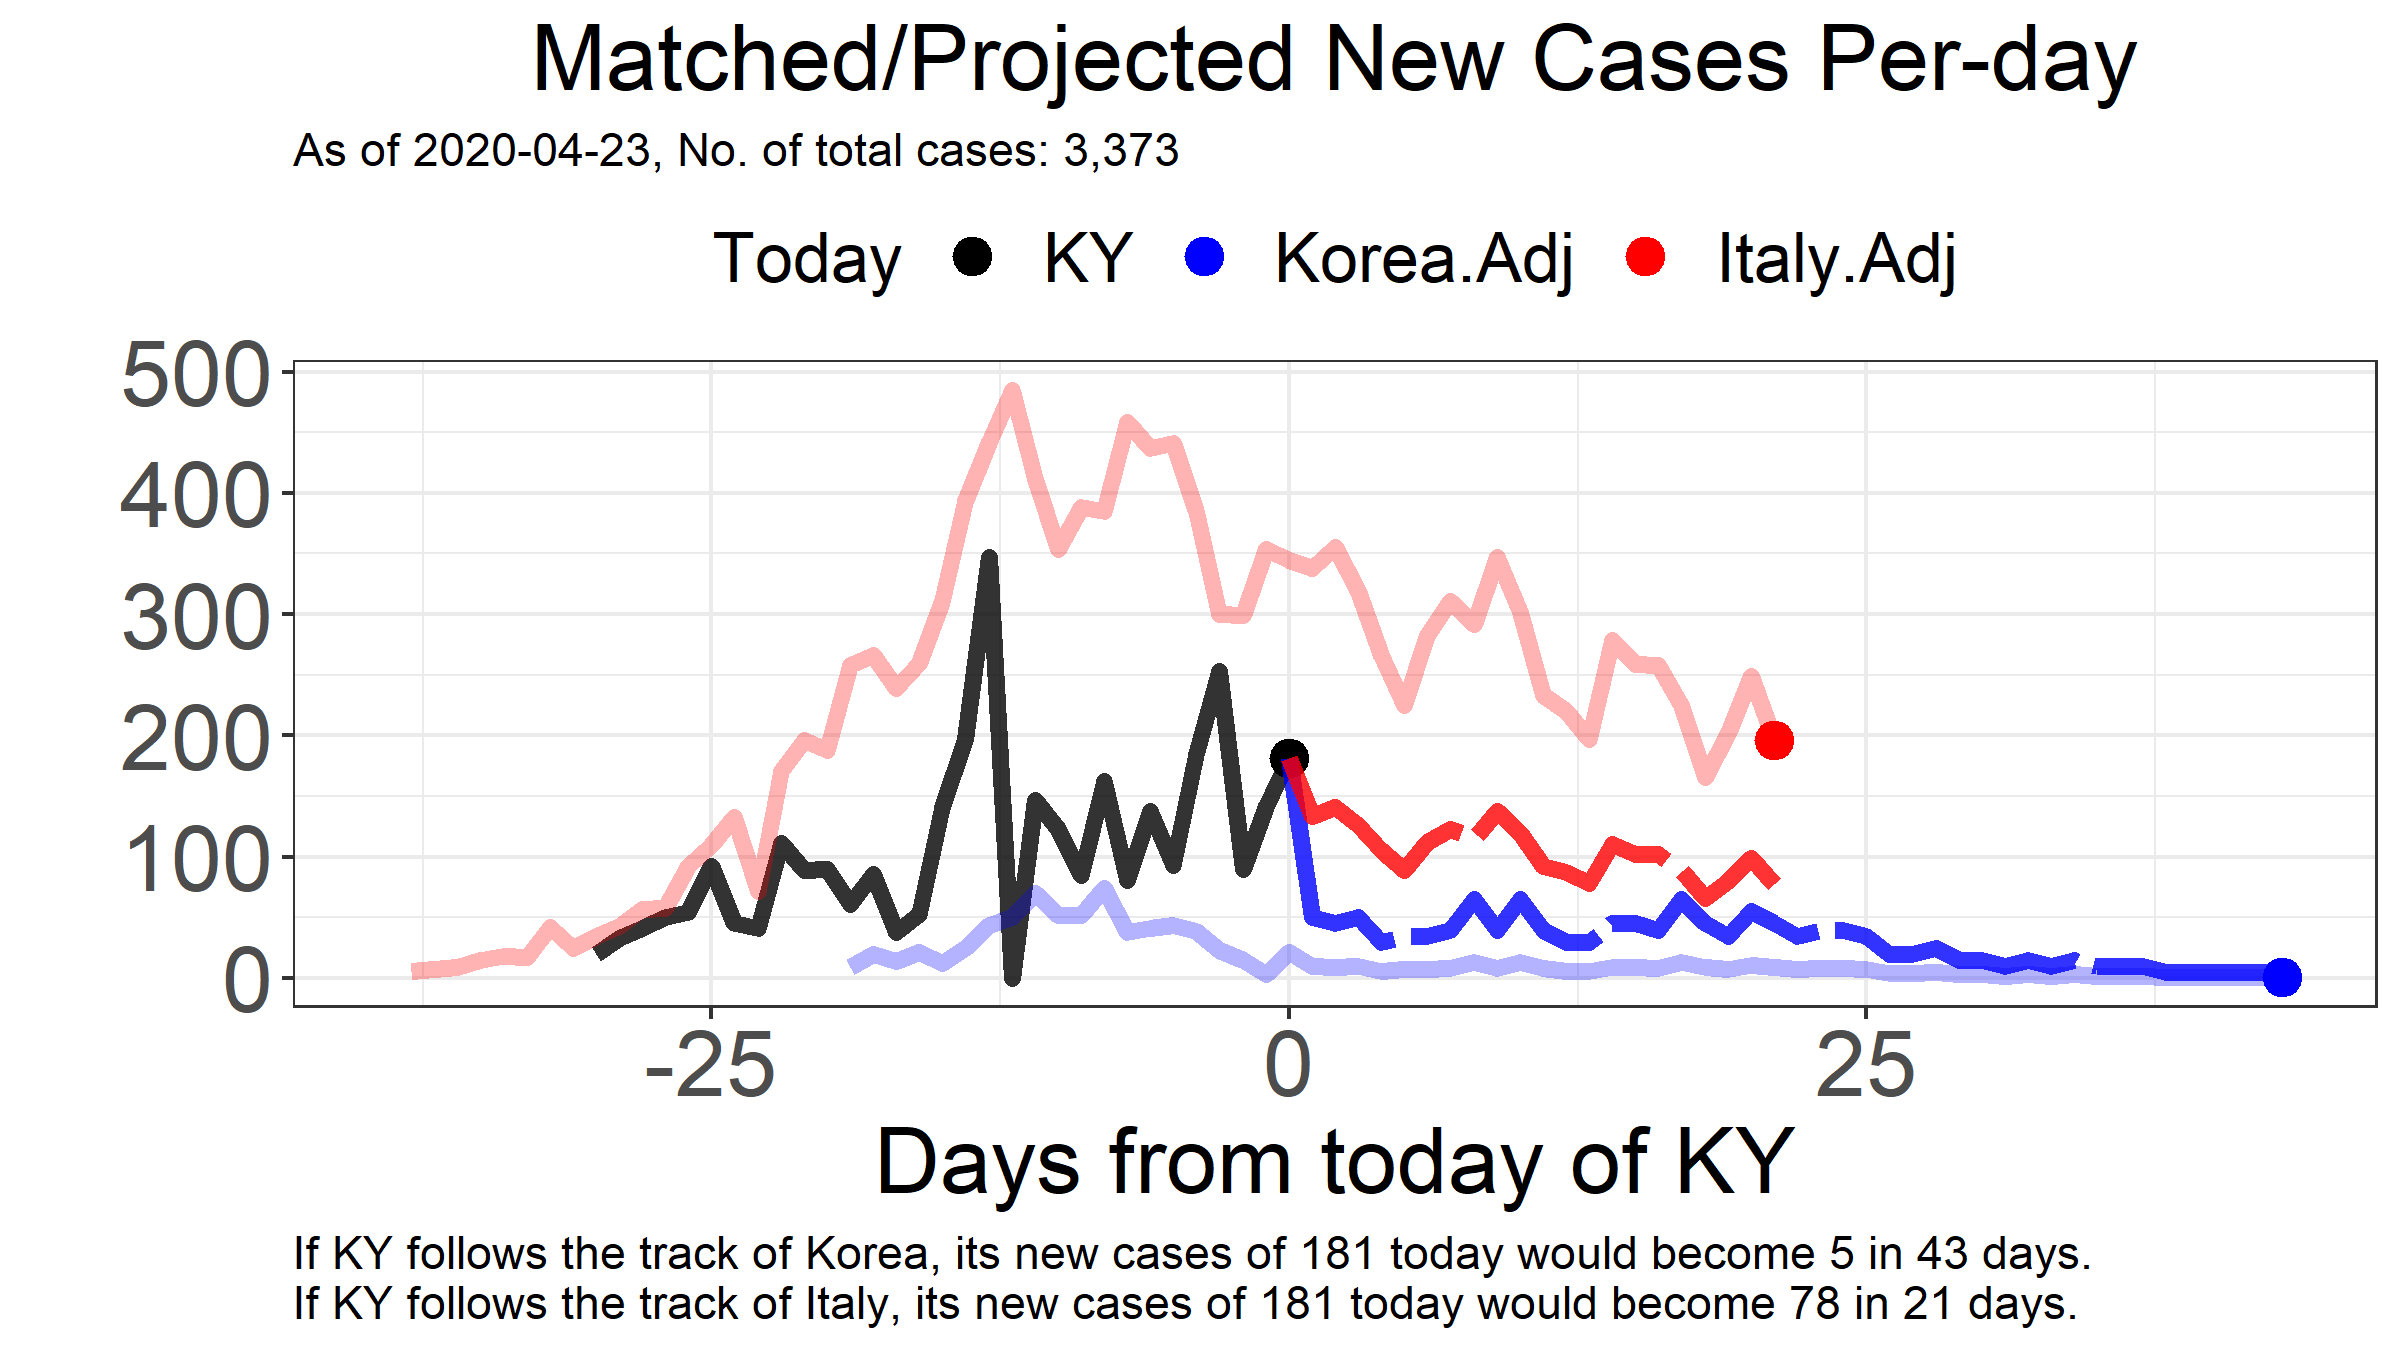 Matched/Projected New Cases Per-day
As of 2020-04-23, No. of total cases: 3,373
Today KY Korea.Adj Italy.Adj
500
400
300
200
100
0
-25 0 25
Days from today of KY
If KY follows the track of Korea, its new cases of 181 today would become 5 in 43 days.
If KY follows the track of Italy, its new cases of 181 today would become 78 in 21 days.